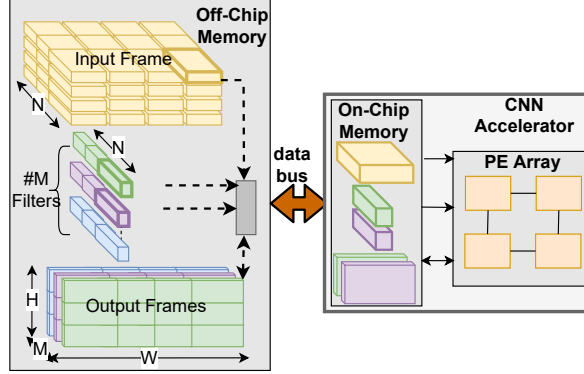 Off-Chip
Memory
Input Frame
N
N
#M
Filters
H
Output Frames
M
W
data
bus
On-Chip
Memory
CNN
Accelerator
PE Array